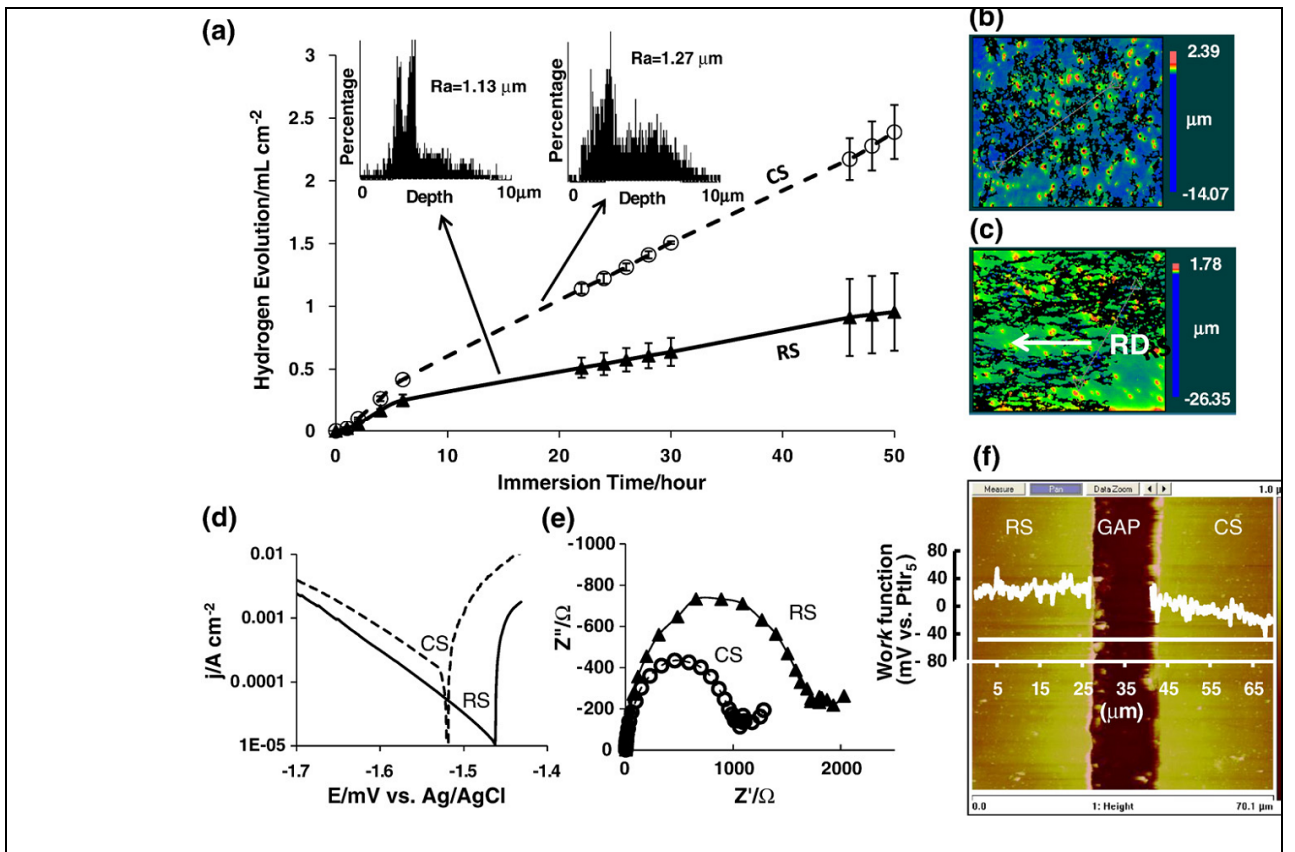 (a)
3
2.5
2
1.5
1
0.5
0
Hydrogen Evolution/mL cm-2
0 10 20 30 40 50
Immersion Time/hour
Percentage
Ra=1.13 μm
0 Depth 10μm
Percentage
Ra=1.27 μm
0 Depth 10μm
CS
RS
(b)
2.39
μm
-14.07
(c)
1.78
μm
-26.35
RD
(d)
0.01
0.001
0.0001
1E-05
j/A cm-2
CS
RS
-1.7 -1.6 -1.5 -1.4
E/mV vs. Ag/AgCl
(e)
-1000
-800
-600
-400
-200
0
Z"/Ω
RS
CS
0 1000 2000
Z'/Ω
(f)
Measure Pan Data Zoom
RS GAP CS
Work function
(mV vs. PtIr5)
80
40
0
- 40
- 80
5 15 25 35 45 55 65
(μm)
0.0 1: Height 70.1 μm